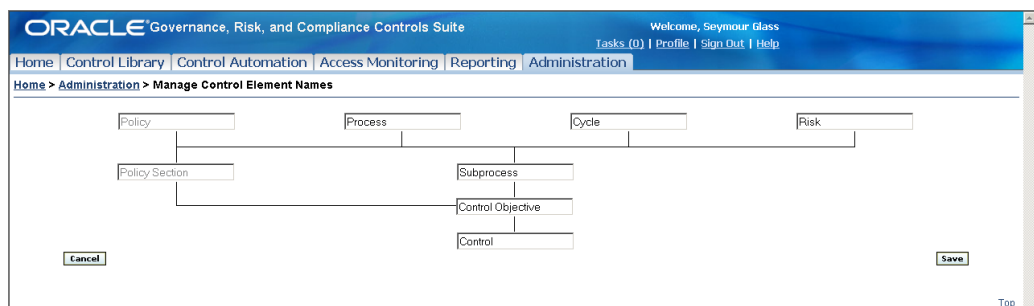 ORACLE® Governance, Risk, and Compliance Controls Suite
Welcome, Seymour Glass
Tasks (0) | Profile | Sign Out | Help
Home Control Library Control Automation Access Monitoring Reporting Administration
Home > Administration > Manage Control Element Names
Policy Process Cycle Risk
Policy Section Subprocess
Control Objective
Control
Cancel Save
Top